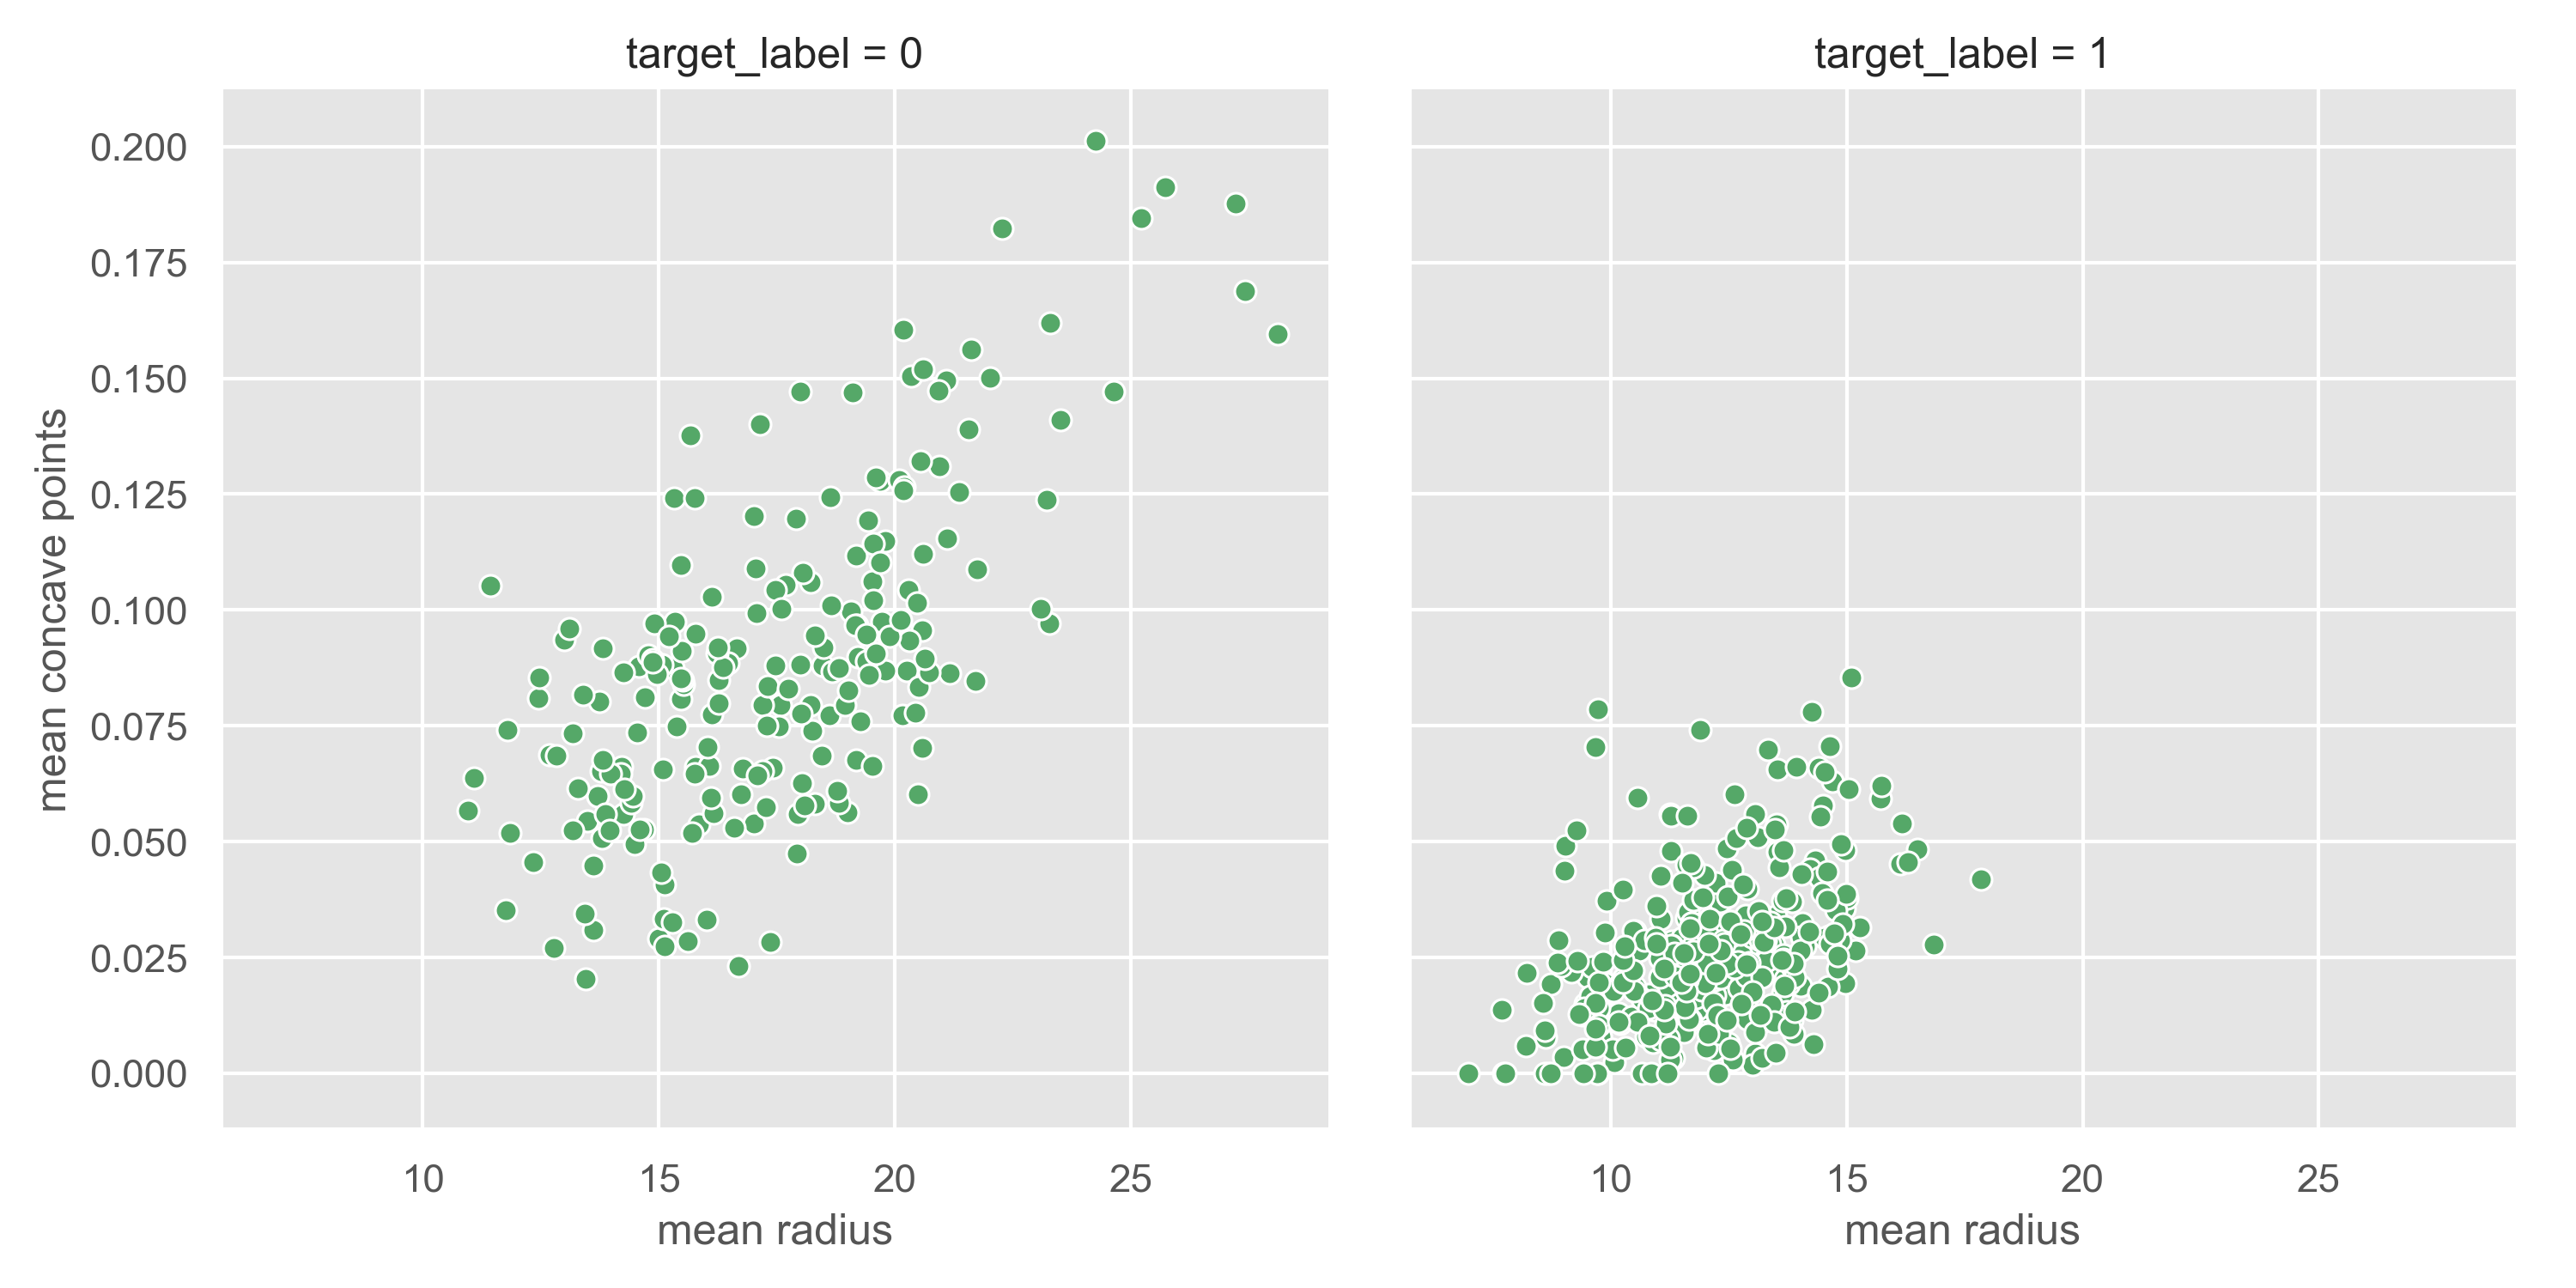 target_label = 0
target_label = 1
0.200
0.175
0.150
0.125
0.100
0.075
0.050
0.025
0.000
mean concave points
10 15 20 25
10 15 20 25
mean radius
mean radius